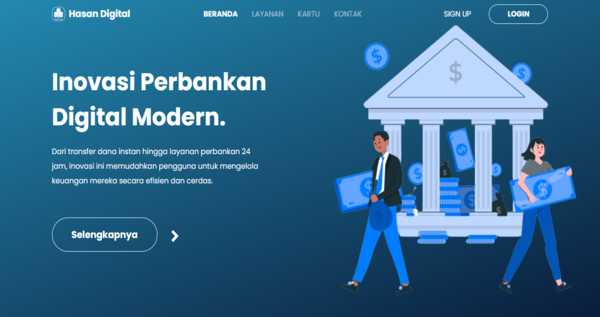 Hasan Digital
BERANDA LAYANAN KARTU KONTAK
SIGN UP
LOGIN
Inovasi Perbankan
Digital Modern.
Dari transfer dana instan hingga layanan perbankan 24
jam, inovasi ini memudahkan pengguna untuk mengelola
keuangan mereka secara efisien dan cerdas.
Selengkapnya